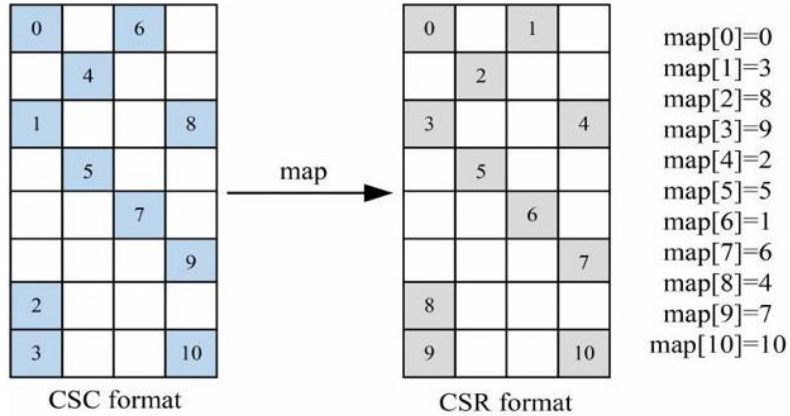 0 6
4
1 8
5
7
9
2
3 10
CSC format
map
0 1
2
3 4
5
6
7
8
9 10
CSR format
map[0]=0
map[1]=3
map[2]=8
map[3]=9
map[4]=2
map[5]=5
map[6]=1
map[7]=6
map[8]=4
map[9]=7
map[10]=10